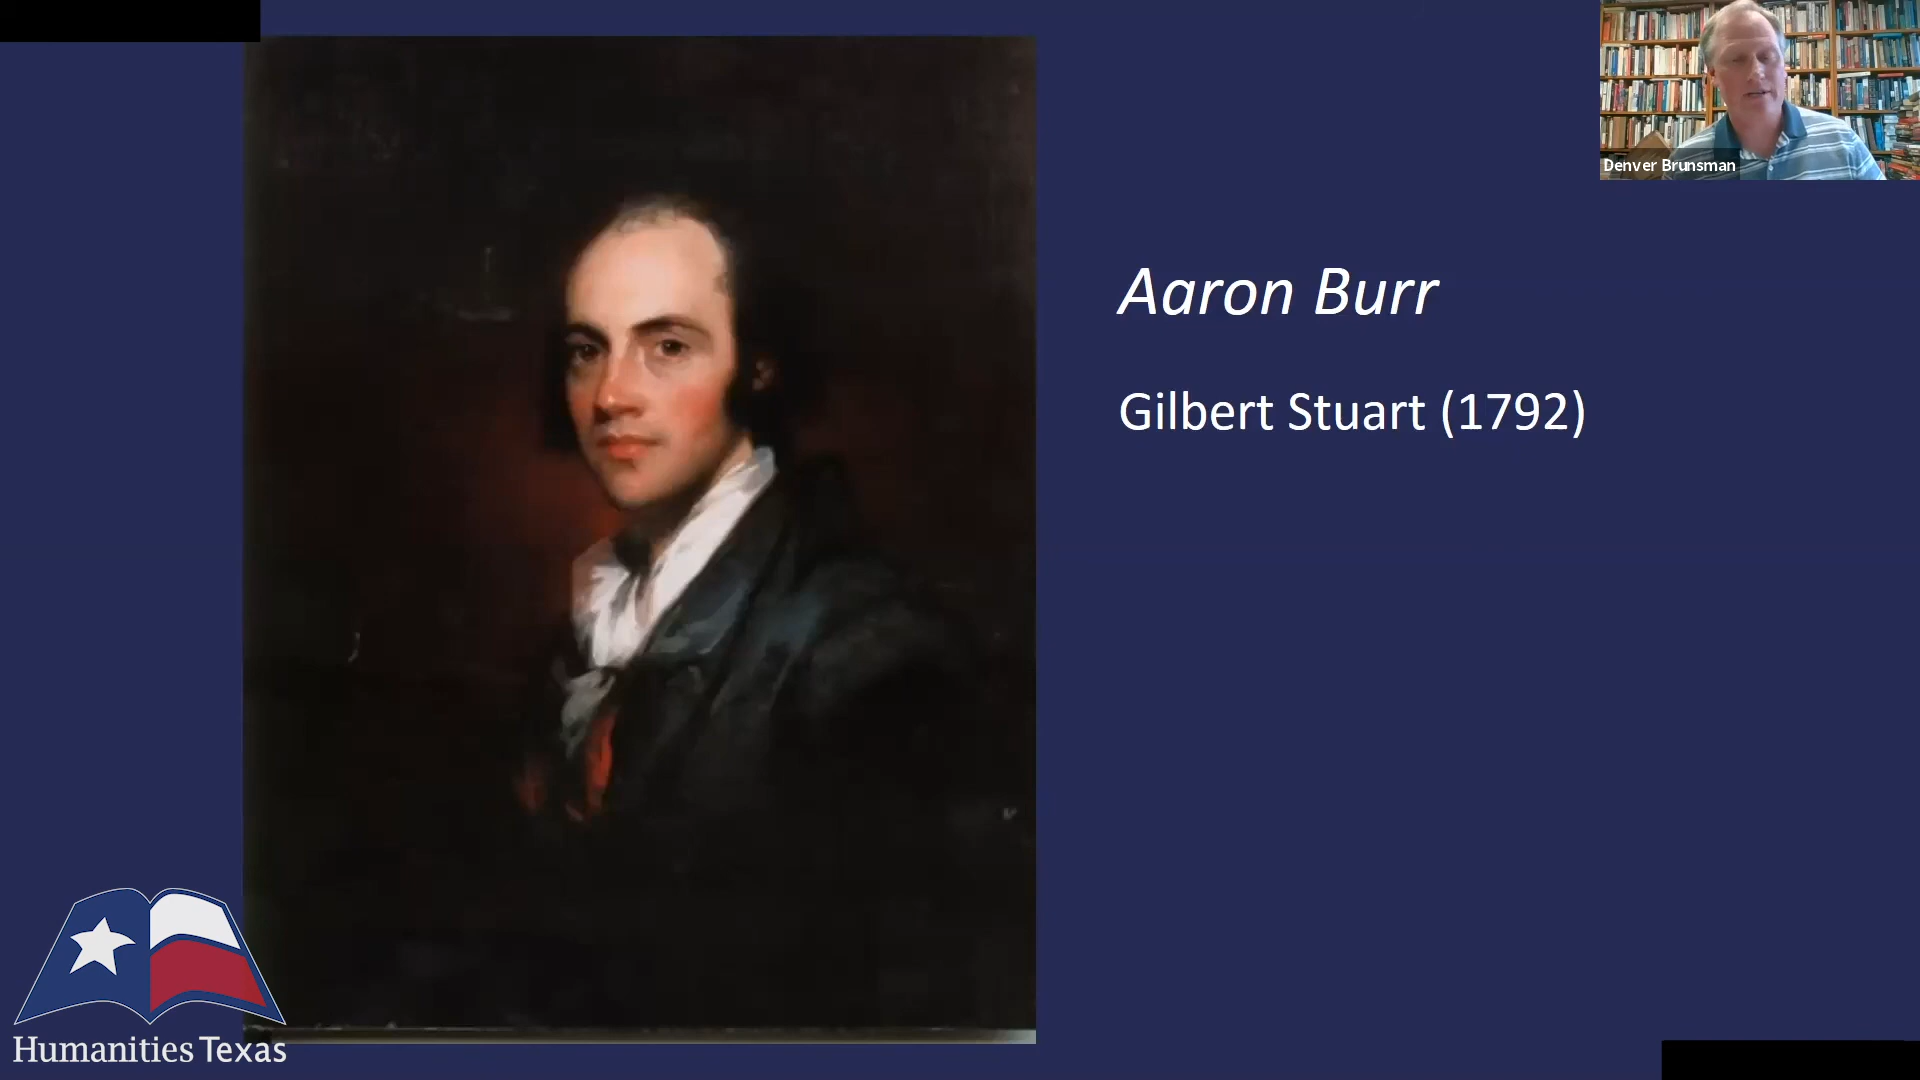 Denver Brunsman
Aaron Burr
Gilbert Stuart (1792)
Humanities Texas